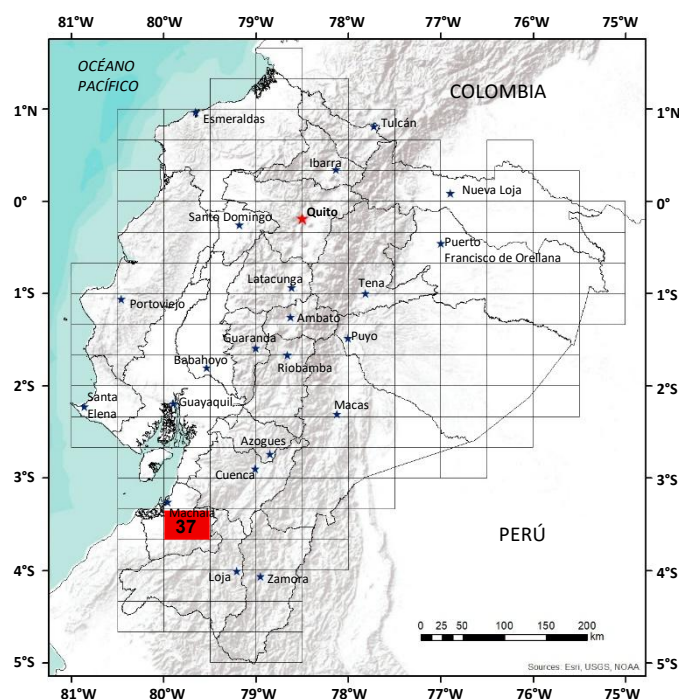 81°W 80°W 79°W 78°W 77°W 76°W 75°W
OCÉANO
PACÍFICO
COLOMBIA
1°N 1°N
Esmeraldas
Tulcán
Ibarra
Nueva Loja
0° 0°
Quito
Santo Domingo
Puerto
Francisco de Orellana
Latacunga
Tena
1°S 1°S
Portoviejo
Ambato
Guaranda
Puyo
Babahoyo
Riobamba
2°S 2°S
Santa
Elena
Guayaquil
Macas
Azogues
Cuenca
3°S 3°S
Machala
37
PERÚ
4°S 4°S
Loja
Zamora
0 25 50 100 150 200
km
5°S 5°S
Sources: Esri, USGS, NOAA
81°W 80°W 79°W 78°W 77°W 76°W 75°W